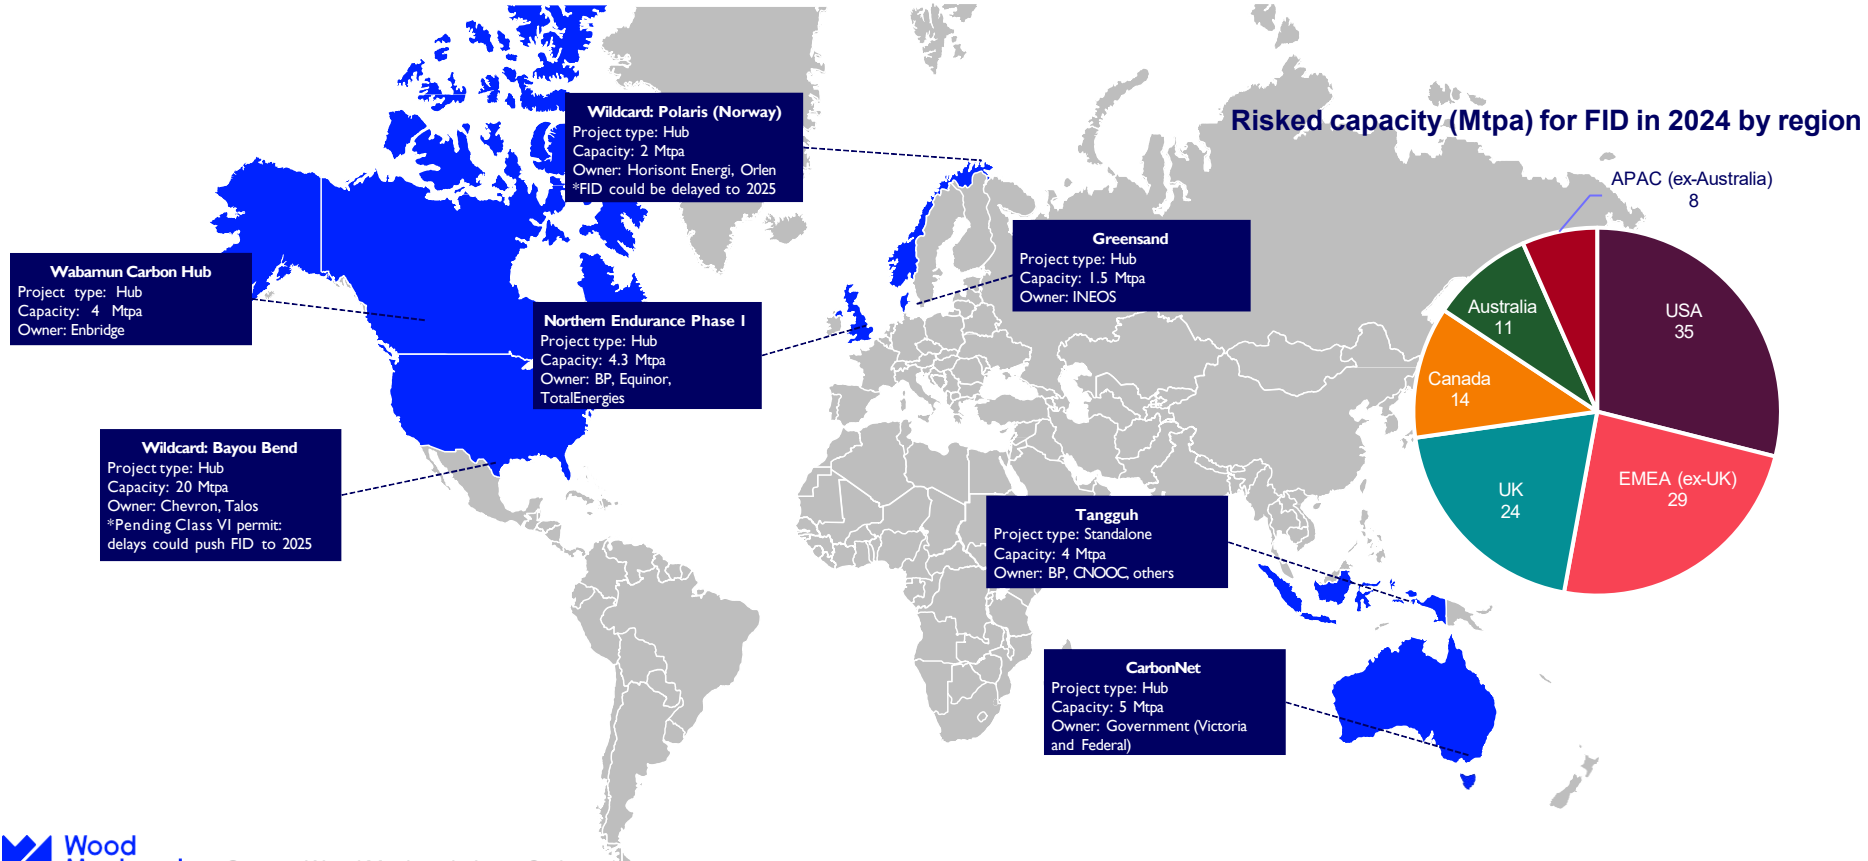 Wildcard: Polaris (Norway)
Project type: Hub
Capacity: 2 Mtpa
Owner: Horisont Energi, Orlen
*FID could be delayed to 2025
Risked capacity (Mtpa) for FID in 2024 by region
APAC (ex-Australia)
8
USA
35
EMEA (ex-UK)
29
UK
24
Canada
14
Australia
11
Greensand
Project type: Hub
Capacity: 1.5 Mtpa
Owner: INEOS
Wabamun Carbon Hub
Project type: Hub
Capacity: 4 Mtpa
Owner: Enbridge
Northern Endurance Phase 1
Project type: Hub
Capacity: 4.3 Mtpa
Owner: BP, Equinor,
TotalEnergies
Wildcard: Bayou Bend
Project type: Hub
Capacity: 20 Mtpa
Owner: Chevron, Talos
*Pending Class VI permit:
delays could push FID to 2025
Tangguh
Project type: Standalone
Capacity: 4 Mtpa
Owner: BP, CNOOC, others
CarbonNet
Project type: Hub
Capacity: 5 Mtpa
Owner: Government (Victoria
and Federal)
Wood